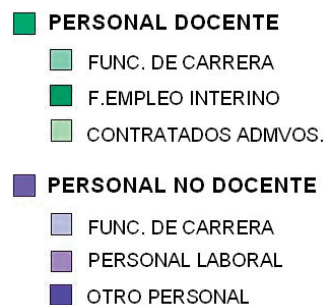 PERSONAL DOCENTE
FUNC. DE CARRERA
F.EMPLEO INTERINO
CONTRATADOS ADMVOS.
PERSONAL NO DOCENTE
FUNC. DE CARRERA
PERSONAL LABORAL
OTRO PERSONAL